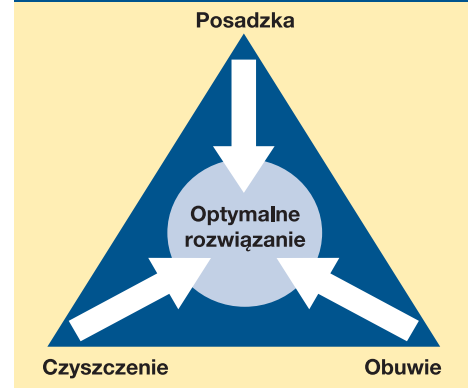 Posadzka
Optymalne
rozwiązanie
Czyszczenie
Obuwie